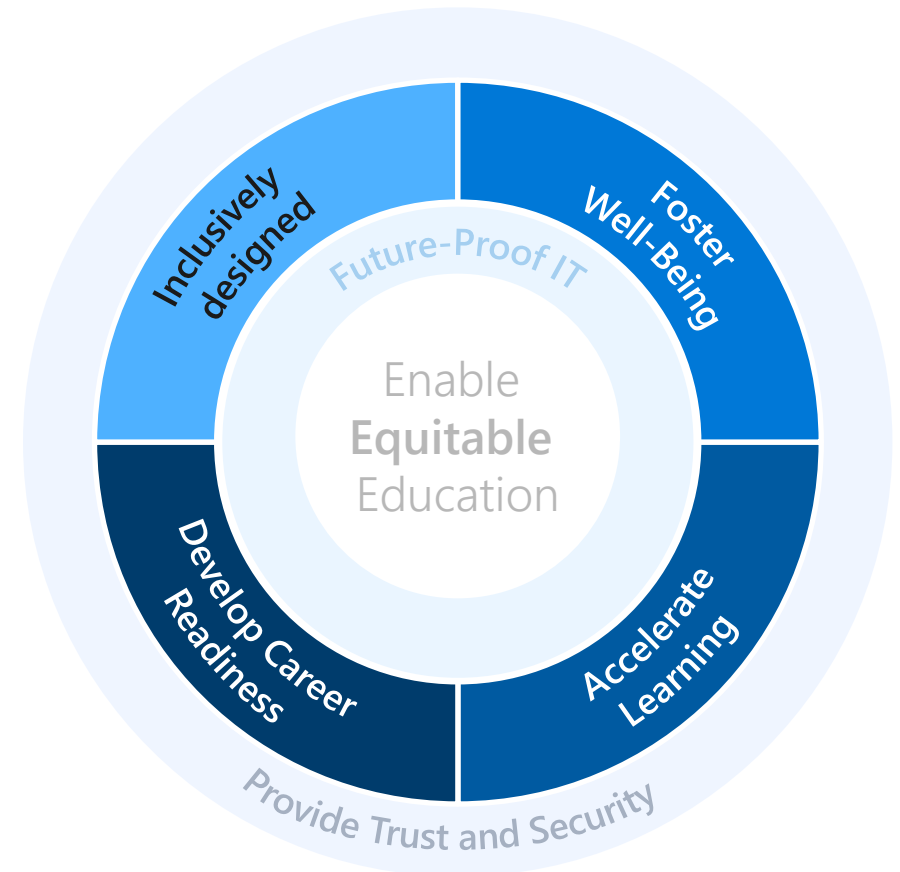 Inclusively
designed
Foster
Well-Being
Future-Proof IT
Enable
Equitable
Education
Develop Career
Readiness
Accelerate
Learning
Provide Trust and Security